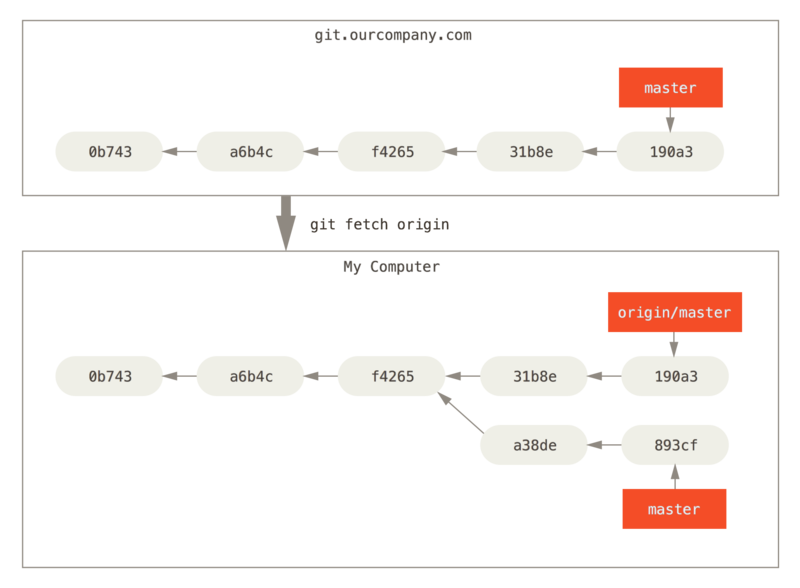 git.ourcompany.com
master
0b743 a6b4c f4265 31b8e 190a3
git fetch origin
My Computer
origin/master
0b743 a6b4c f4265 31b8e 190a3
a38de 893cf
master